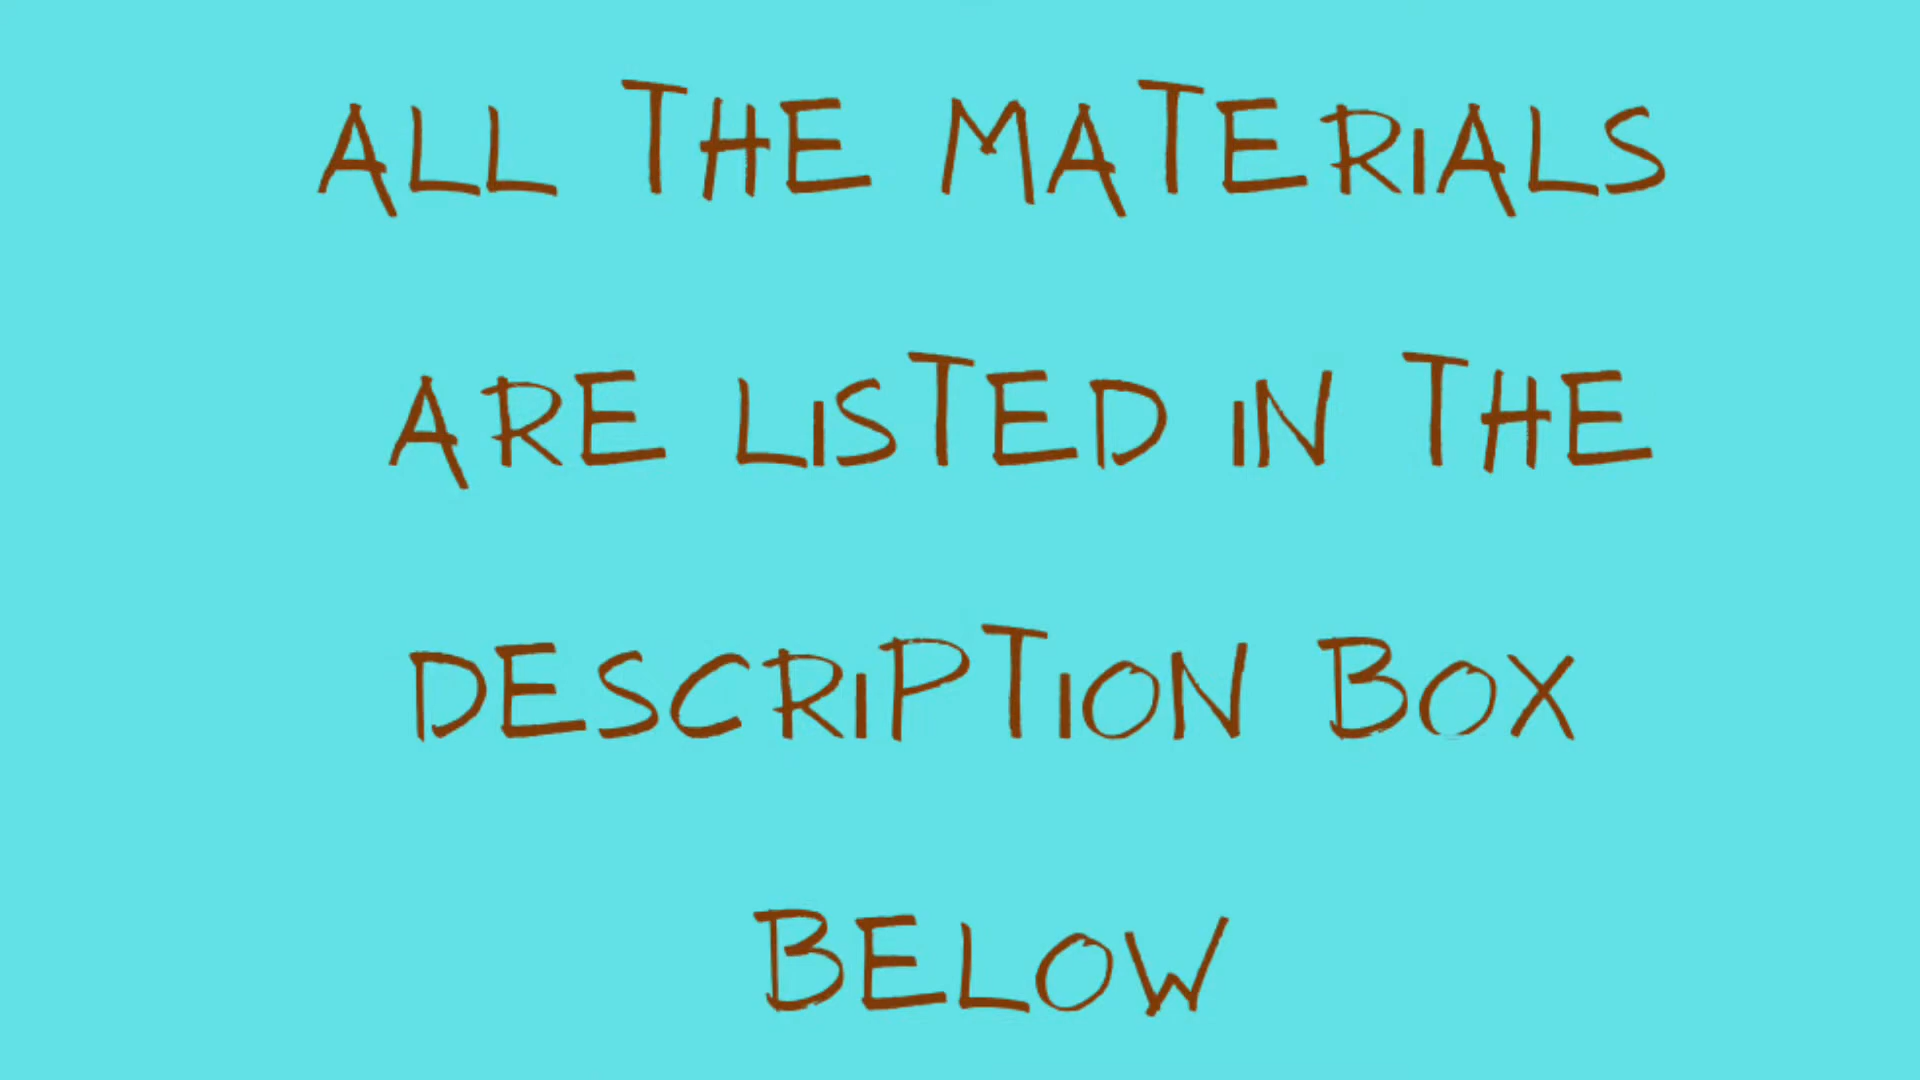 ALL THE MATERIALS
ARE LISTED IN THE
DESCRIPTION BOX
BELOW